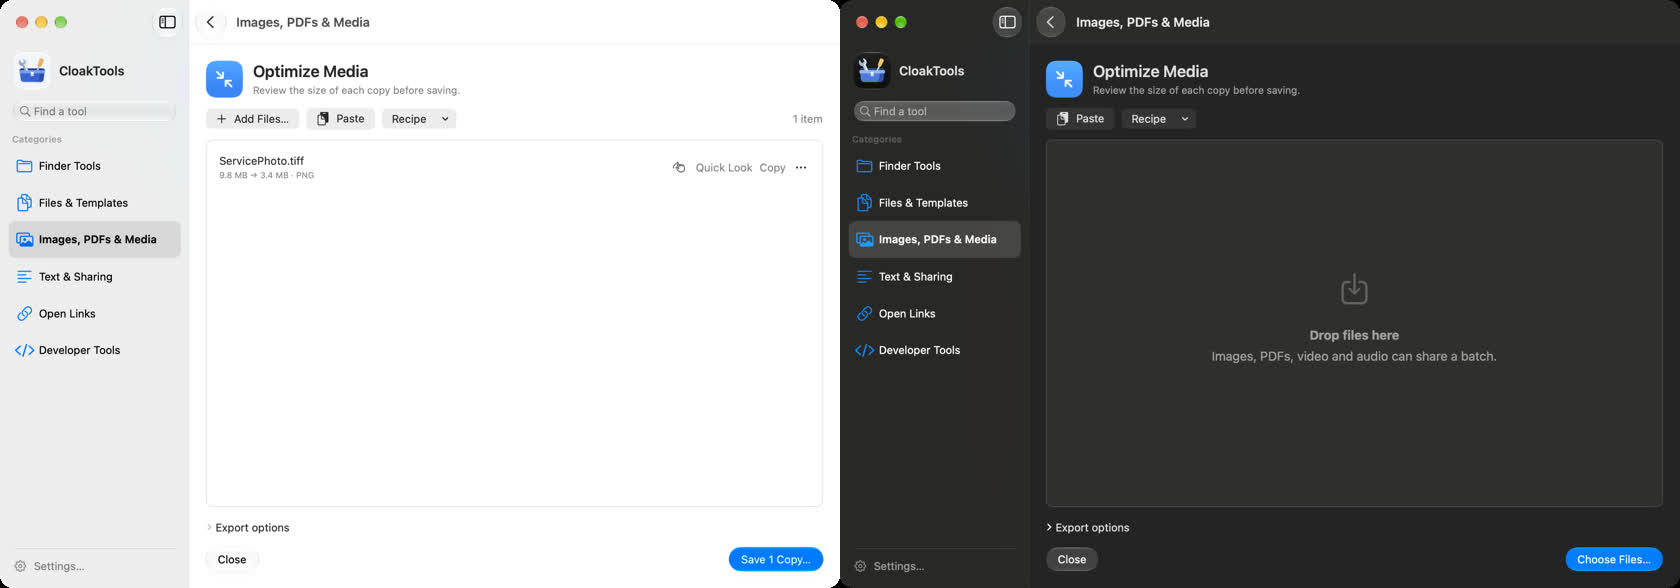 Images, PDFs & Media
CloakTools
Find a tool
Categories
Finder Tools
Files & Templates
Images, PDFs & Media
Text & Sharing
Open Links
Developer Tools
Settings...
Optimize Media
Review the size of each copy before saving.
Add Files...
Paste
Recipe
1 item
ServicePhoto.tiff
9.8 MB → 3.4 MB · PNG
Quick Look
Copy
Export options
Close
Save 1 Copy...
Images, PDFs & Media
CloakTools
Find a tool
Categories
Finder Tools
Files & Templates
Images, PDFs & Media
Text & Sharing
Open Links
Developer Tools
Settings...
Optimize Media
Review the size of each copy before saving.
Paste
Recipe
Drop files here
Images, PDFs, video and audio can share a batch.
Export options
Close
Choose Files...